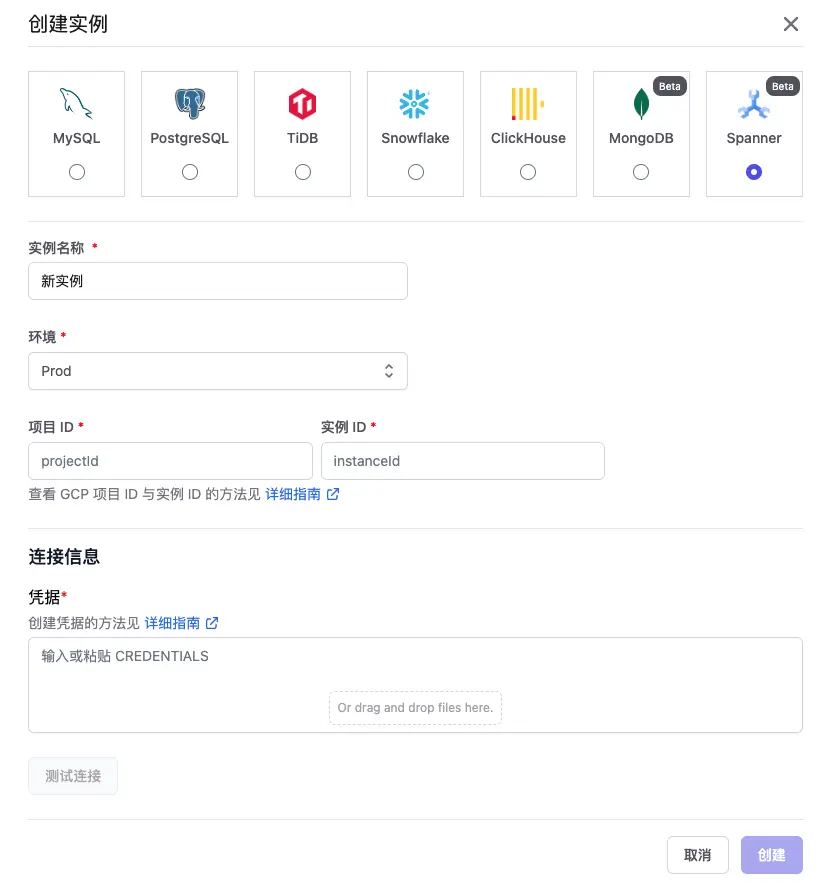 创建实例
Beta
Beta
MySQL
PostgreSQL
TiDB
Snowflake
ClickHouse
MongoDB
Spanner
实例名称 *
新实例
环境 *
Prod
项目 ID * 实例 ID *
projectId instanceId
查看 GCP 项目 ID 与实例 ID 的方法见 详细指南
连接信息
凭据*
创建凭据的方法见 详细指南
输入或粘贴 CREDENTIALS
Or drag and drop files here.
测试连接
取消 创建